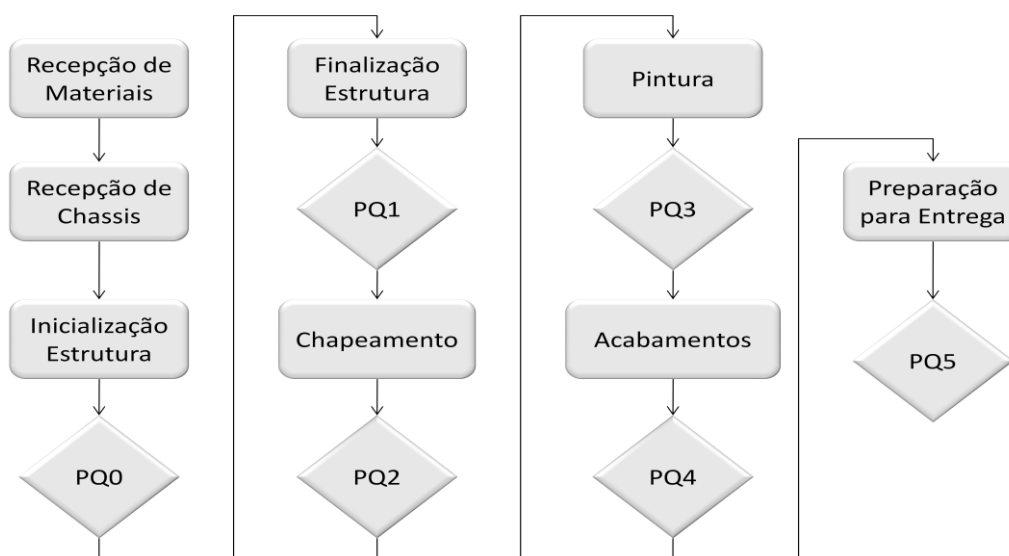 Recepção de
Materiais
Recepção de
Chassis
Inicialização
Estrutura
PQ0
Finalização
Estrutura
PQ1
Chapeamento
PQ2
Pintura
PQ3
Acabamentos
PQ4
Preparação
para Entrega
PQ5